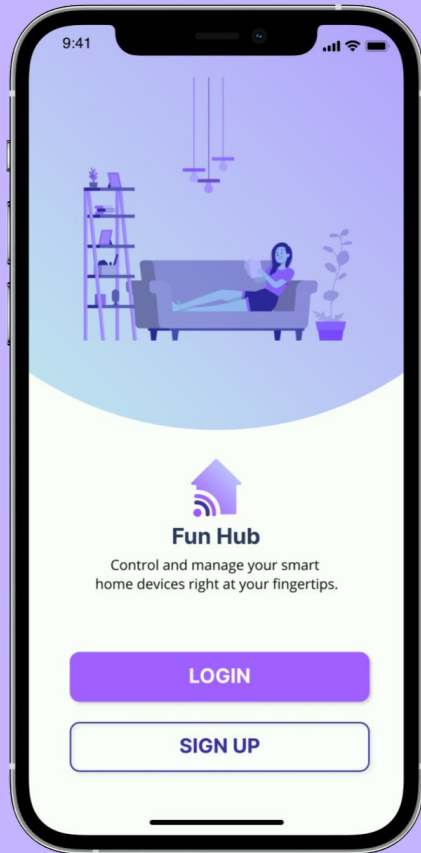 9:41
Fun Hub
Control and manage your smart
home devices right at your fingertips.
LOGIN
SIGN UP